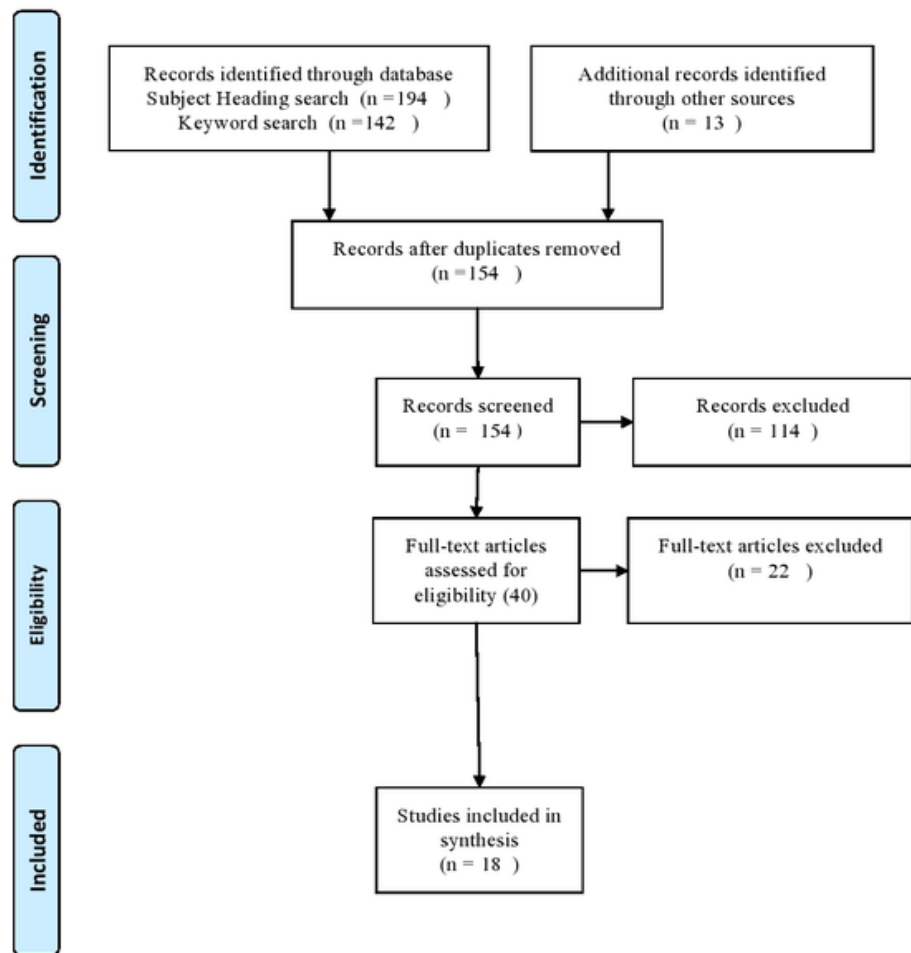 Identification
Records identified through database
Subject Heading search (n =194 )
Keyword search (n =142 )
Additional records identified
through other sources
(n = 13 )
Records after duplicates removed
(n =154 )
Screening
Records screened
(n = 154 )
Records excluded
(n = 114 )
Eligibility
Full-text articles
assessed for
eligibility (40)
Full-text articles excluded
(n = 22 )
Included
Studies included in
synthesis
(n = 18 )